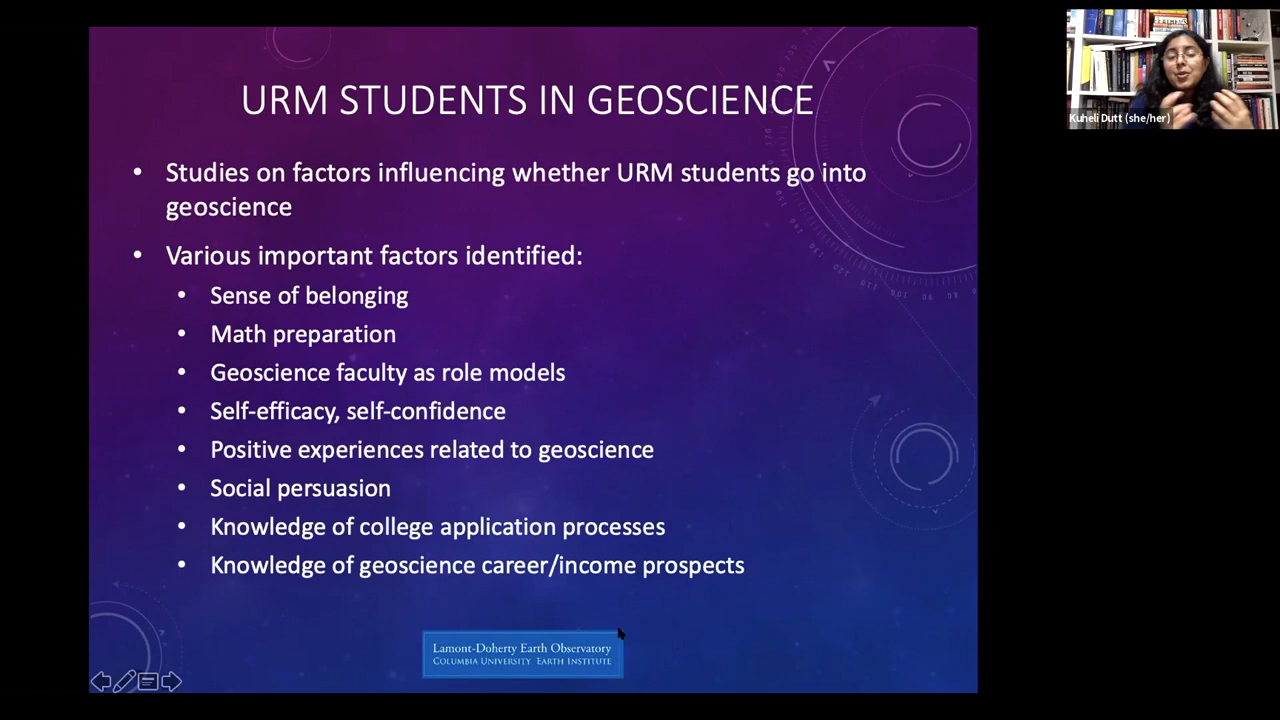 URM STUDENTS IN GEOSCIENCE
• Studies on factors influencing whether URM students go into
geoscience
• Various important factors identified:
• Sense of belonging
• Math preparation
• Geoscience faculty as role models
• Self-efficacy, self-confidence
• Positive experiences related to geoscience
• Social persuasion
• Knowledge of college application processes
• Knowledge of geoscience career/income prospects
Lamont-Doherty Earth Observatory
COLUMBIA UNIVERSITY EARTH INSTITUTE
Kuheli Dutt (she/her)